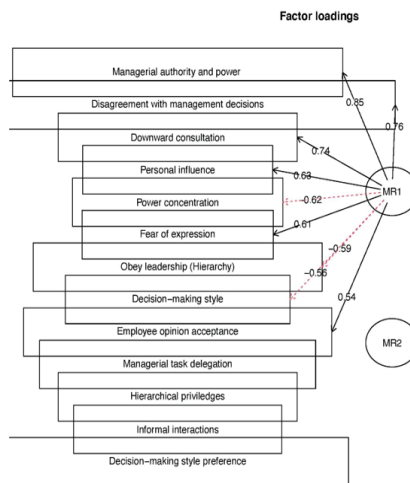 Factor loadings
Managerial authority and power
Disagreement with management decisions
Downward consultation
Personal influence
Power concentration
Fear of expression
Obey leadership (Hierarchy)
Decision-making style
Employee opinion acceptance
Managerial task delegation
Hierarchical priviledges
Informal interactions
Decision-making style preference
0.85
0.76
0.74
0.63
−0.62
0.61
−0.59
−0.56
0.54
MR1
MR2